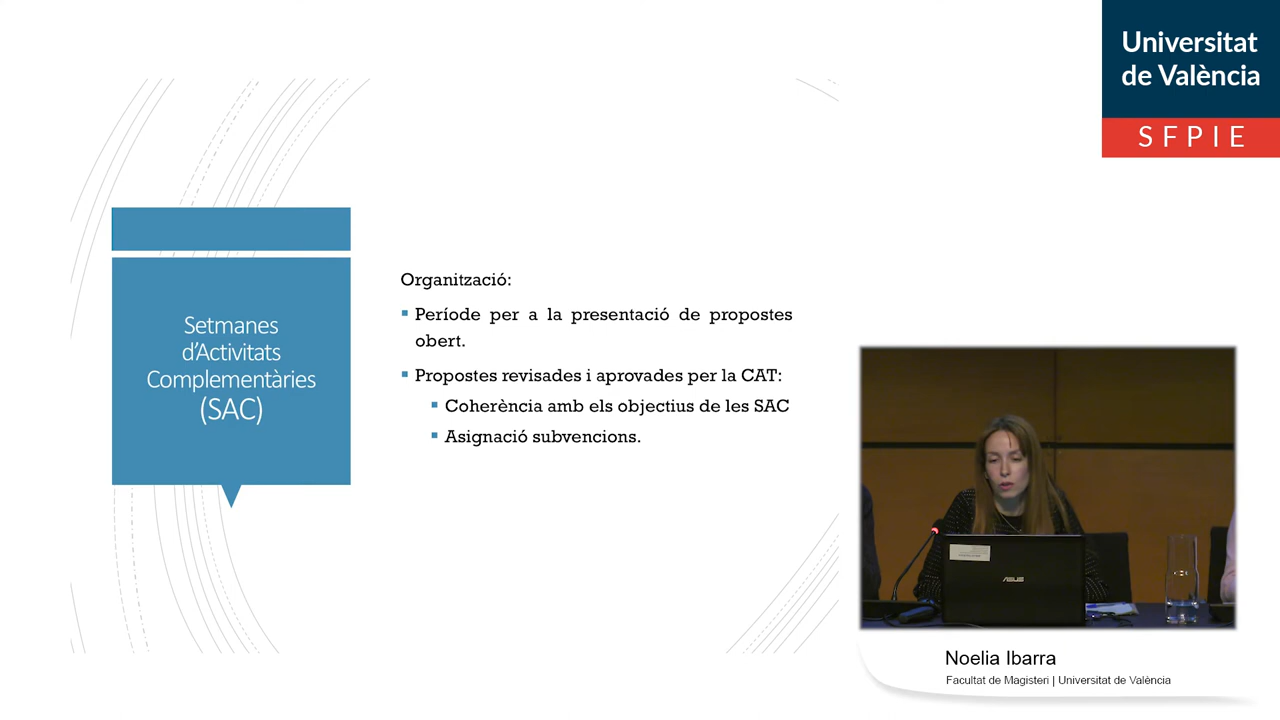 Universitat
de València
SFPIE
Setmanes
d'Activitats
Complementàries
(SAC)
Organització:
Període per a la presentació de propostes
obert.
Propostes revisades i aprovades per la CAT:
Coherència amb els objectius de les SAC
Asignació subvencions.
ASUS
Noelia Ibarra
Facultat de Magisteri | Universitat de València